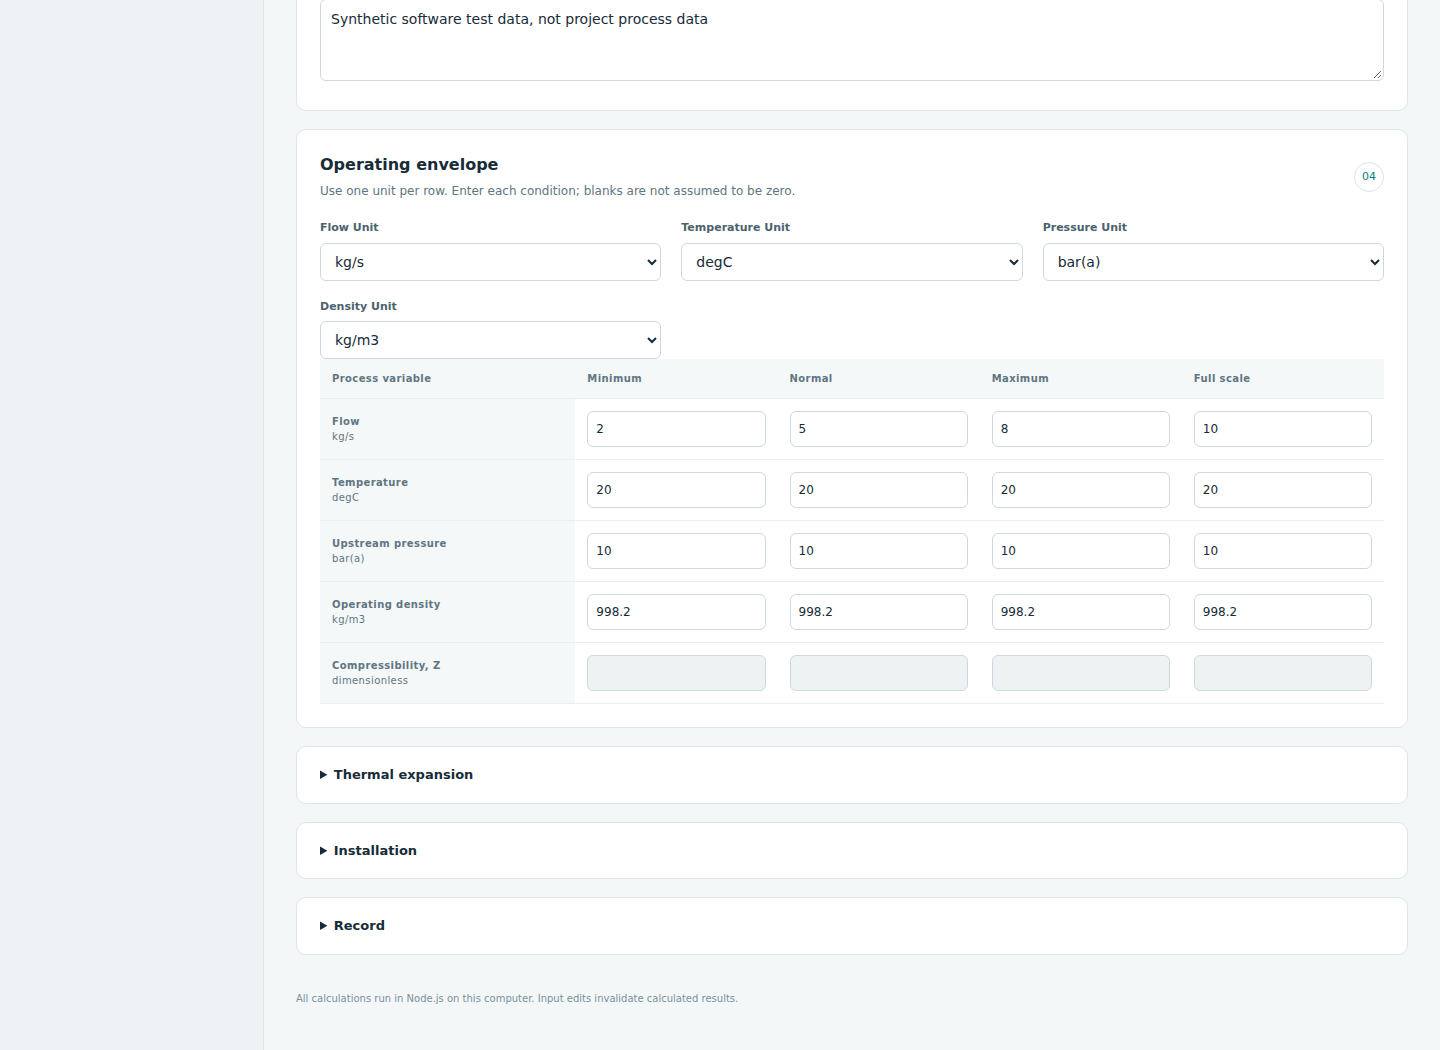 Synthetic software test data, not project process data
Operating envelope
Use one unit per row. Enter each condition; blanks are not assumed to be zero.
04
Flow Unit
Temperature Unit
Pressure Unit
kg/s
degC
bar(a)
Density Unit
kg/m3
Process variable Minimum Normal Maximum Full scale
Flow
kg/s
2 5 8 10
Temperature
degC
20 20 20 20
Upstream pressure
bar(a)
10 10 10 10
Operating density
kg/m3
998.2 998.2 998.2 998.2
Compressibility, Z
dimensionless
Thermal expansion
Installation
Record
All calculations run in Node.js on this computer. Input edits invalidate calculated results.